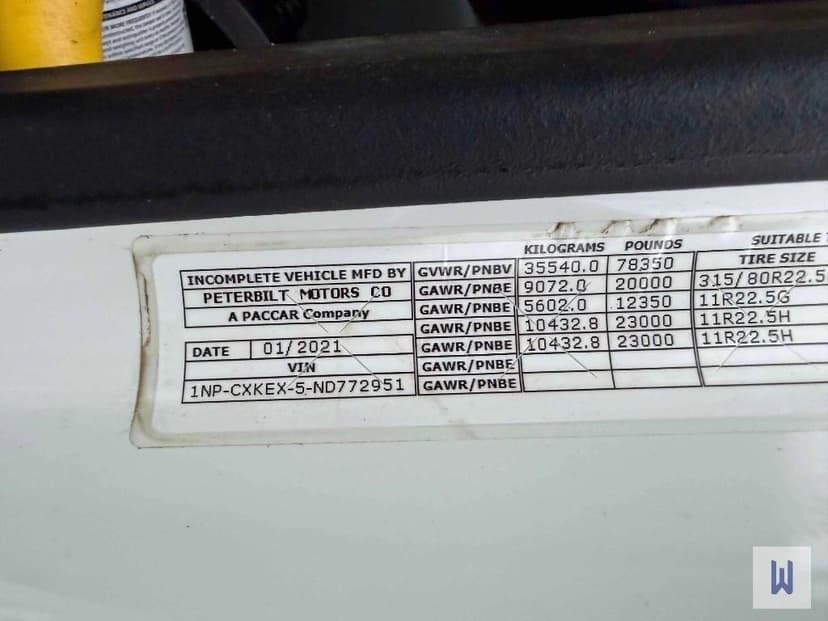 KILOGRAMS POUNDS SUITABLE
INCOMPLETE VEHICLE MFD BY GVWR/PNBV 35540.0 78350 TIRE SIZE
PETERBILT MOTORS CO GAWR/PNBE 9072.0 20000 315/80R22.5
A PACCAR Company GAWR/PNBE 5602.0 12350 11R22.5G
GAWR/PNBE 10432.8 23000 11R22.5H
DATE 01/2021 GAWR/PNBE 10432.8 23000 11R22.5H
VIN GAWR/PNBE
1NP-CXKEX-5-ND772951 GAWR/PNBE
W